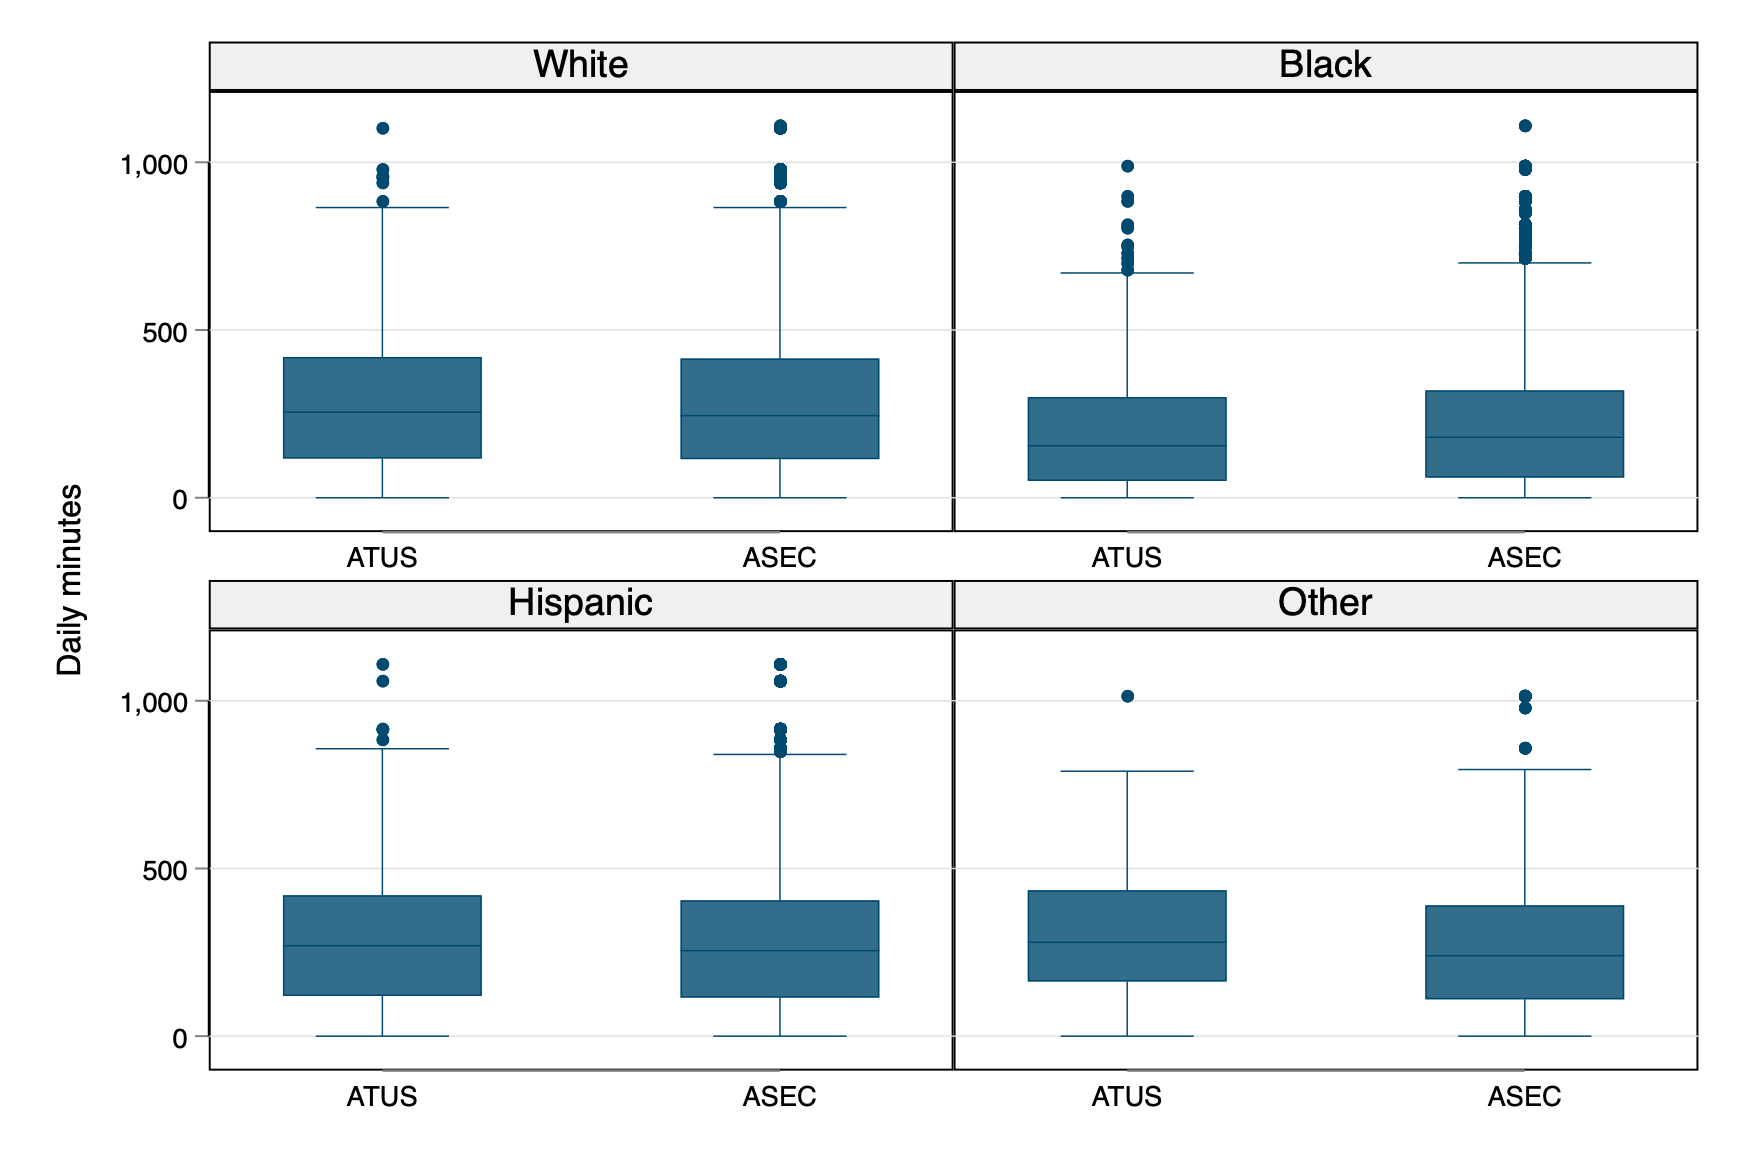 White
Black
Daily minutes
1,000
500
0
ATUS
ASEC
ATUS
ASEC
Hispanic
Other
1,000
500
0
ATUS
ASEC
ATUS
ASEC